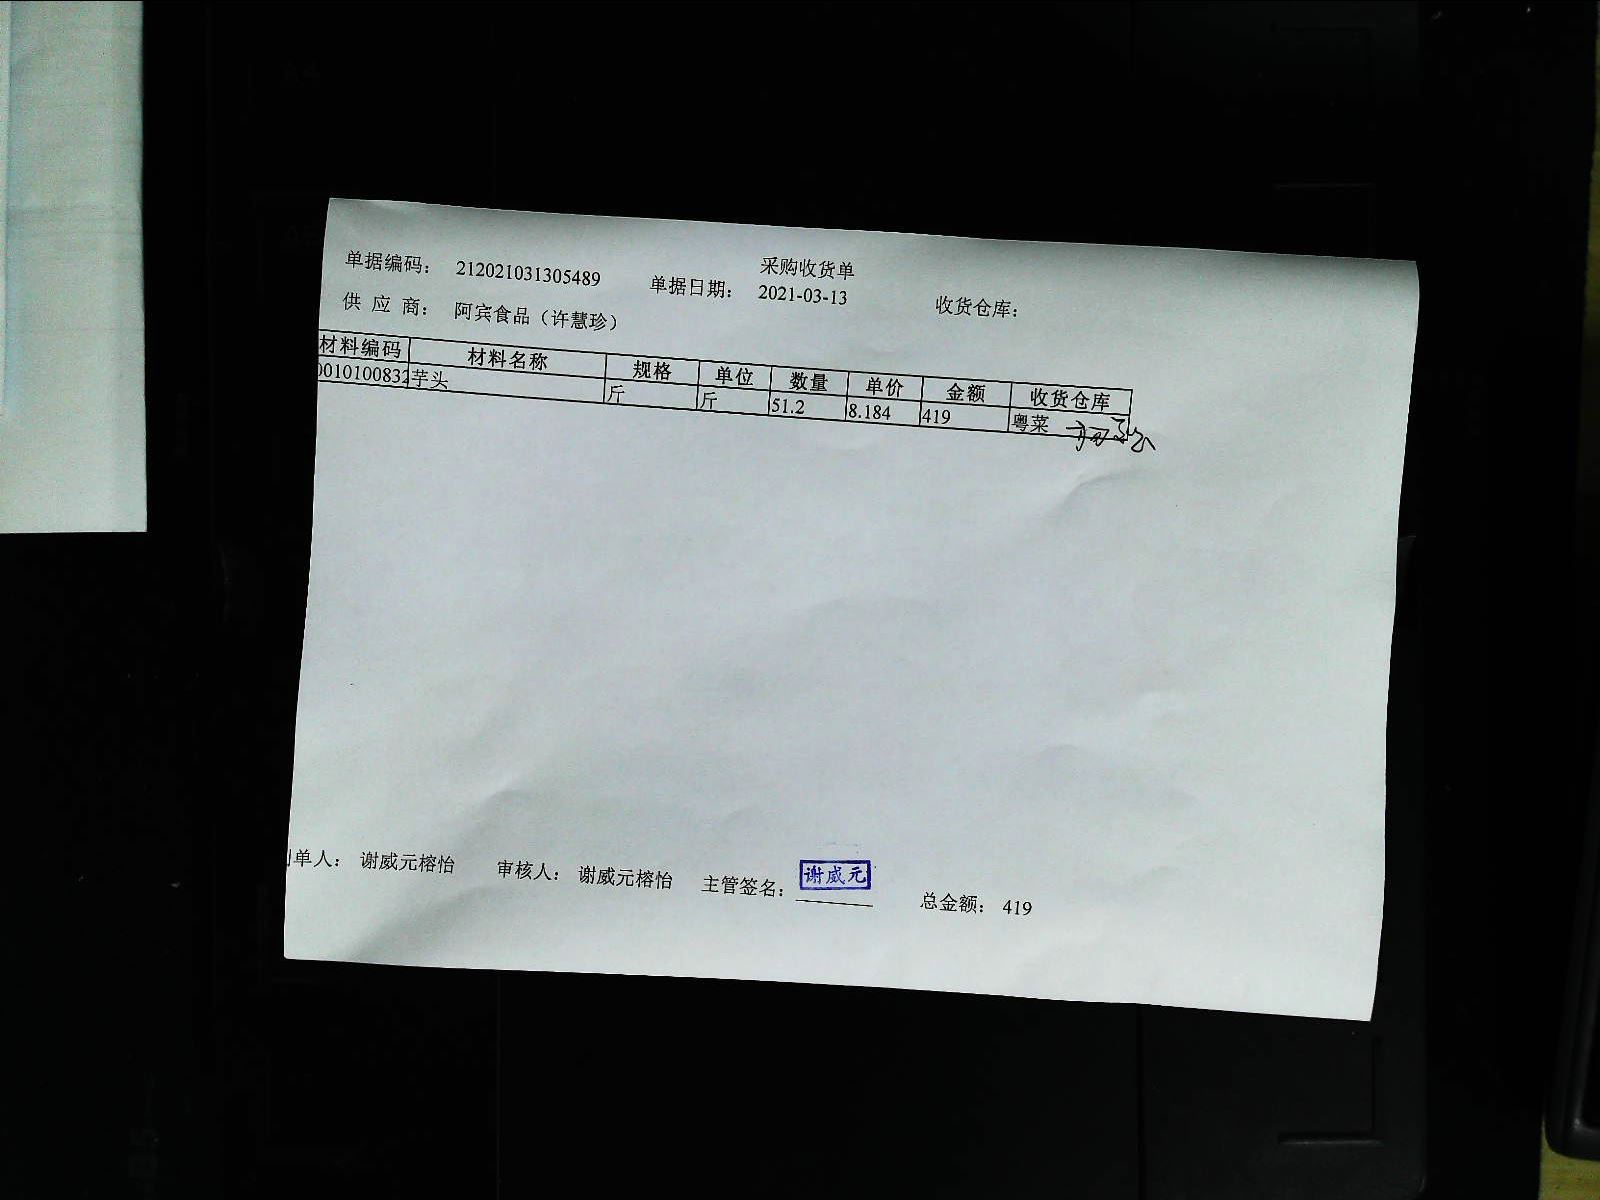 采购收货单
单据编码： 212021031305489 单据日期： 2021-03-13 收货仓库：
供 应 商： 阿宾食品（许慧珍）
材料编码 材料名称 规格 单位 数量 单价 金额 收货仓库
0010100832 芋头 斤 斤 51.2 8.184 419 粤菜
单人： 谢威元榕怡 审核人： 谢威元榕怡 主管签名： 谢威元 总金额： 419